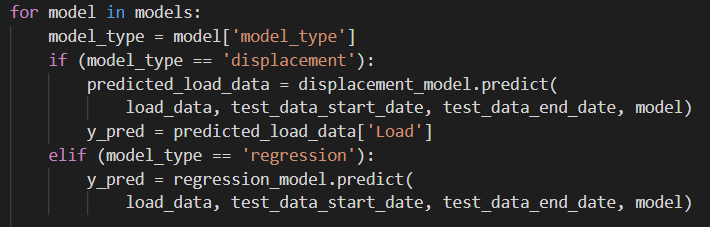 for model in models:
    model_type = model['model_type']
    if (model_type == 'displacement'):
        predicted_load_data = displacement_model.predict(
            load_data, test_data_start_date, test_data_end_date, model)
        y_pred = predicted_load_data['Load']
    elif (model_type == 'regression'):
        y_pred = regression_model.predict(
            load_data, test_data_start_date, test_data_end_date, model)